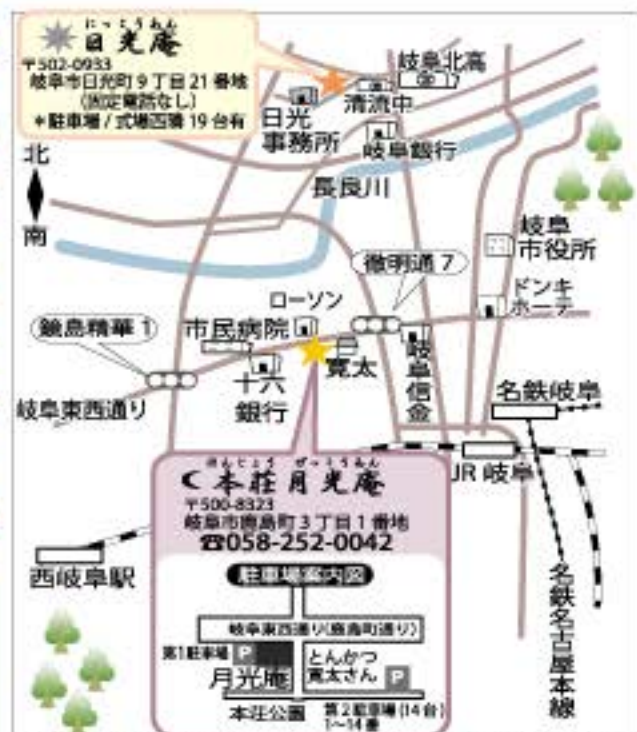 にっこうあん
日光庵
〒502-0933
岐阜市日光町9丁目21番地
(固定電話なし)
*駐車場/式場西隣19台有
岐阜北高
清流中
日光
事務所
岐阜銀行
北
南
長良川
岐阜
市役所
徹明通7
ローソン
ドンキ
ホーテ
鏡島精華1
市民病院
十六
銀行
寛太
岐阜信金
岐阜東西通り
名鉄岐阜
JR岐阜
ほんじょう げっこうあん
本荘月光庵
〒500-8323
岐阜市鹿島町3丁目1番地
☎058-252-0042
西岐阜駅
名鉄名古屋本線
駐車場案内図
岐阜東西通り(鹿島町通り)
第1駐車場 P
月光庵
とんかつ
寛太さん P
本荘公園
第2駐車場(14台)
1~14番